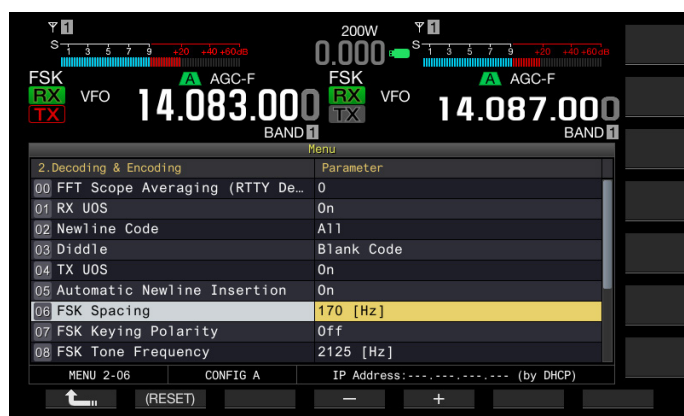 1 200W 1
S 1 3 5 7 9 +20 +40 +60dB 0.000 S 1 3 5 7 9 +20 +40 +60dB
FSK A AGC-F FSK A AGC-F
RX VFO 14.083.000 RX VFO 14.087.000
TX TX
BAND 1 BAND 1
Menu
2.Decoding & Encoding Parameter
00 FFT Scope Averaging (RTTY De… 0
01 RX UOS On
02 Newline Code All
03 Diddle Blank Code
04 TX UOS On
05 Automatic Newline Insertion On
06 FSK Spacing 170 [Hz]
07 FSK Keying Polarity Off
08 FSK Tone Frequency 2125 [Hz]
MENU 2-06 CONFIG A IP Address:---.---.---.--- (by DHCP)
(RESET) − +